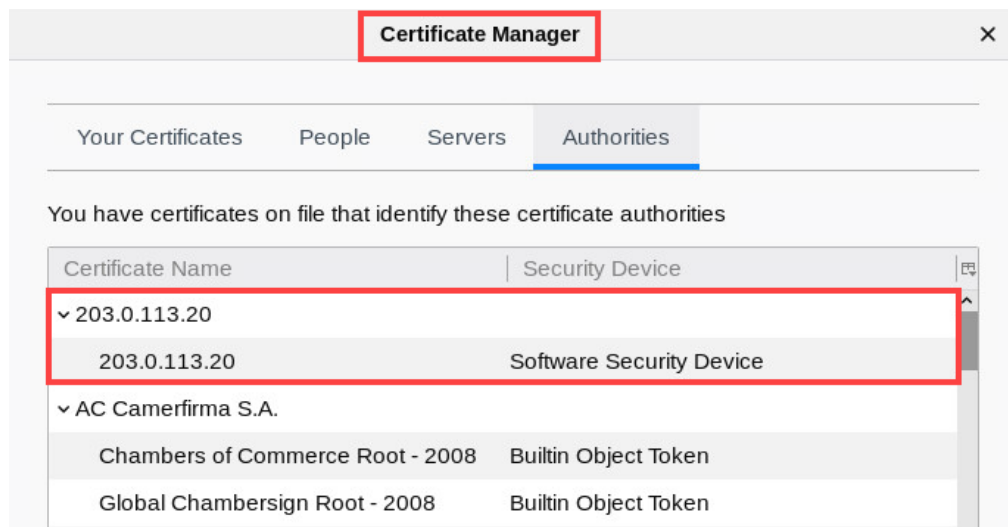 Certificate Manager
Your Certificates People Servers Authorities
You have certificates on file that identify these certificate authorities
Certificate Name Security Device
203.0.113.20
203.0.113.20 Software Security Device
AC Camerfirma S.A.
Chambers of Commerce Root - 2008 Builtin Object Token
Global Chambersign Root - 2008 Builtin Object Token